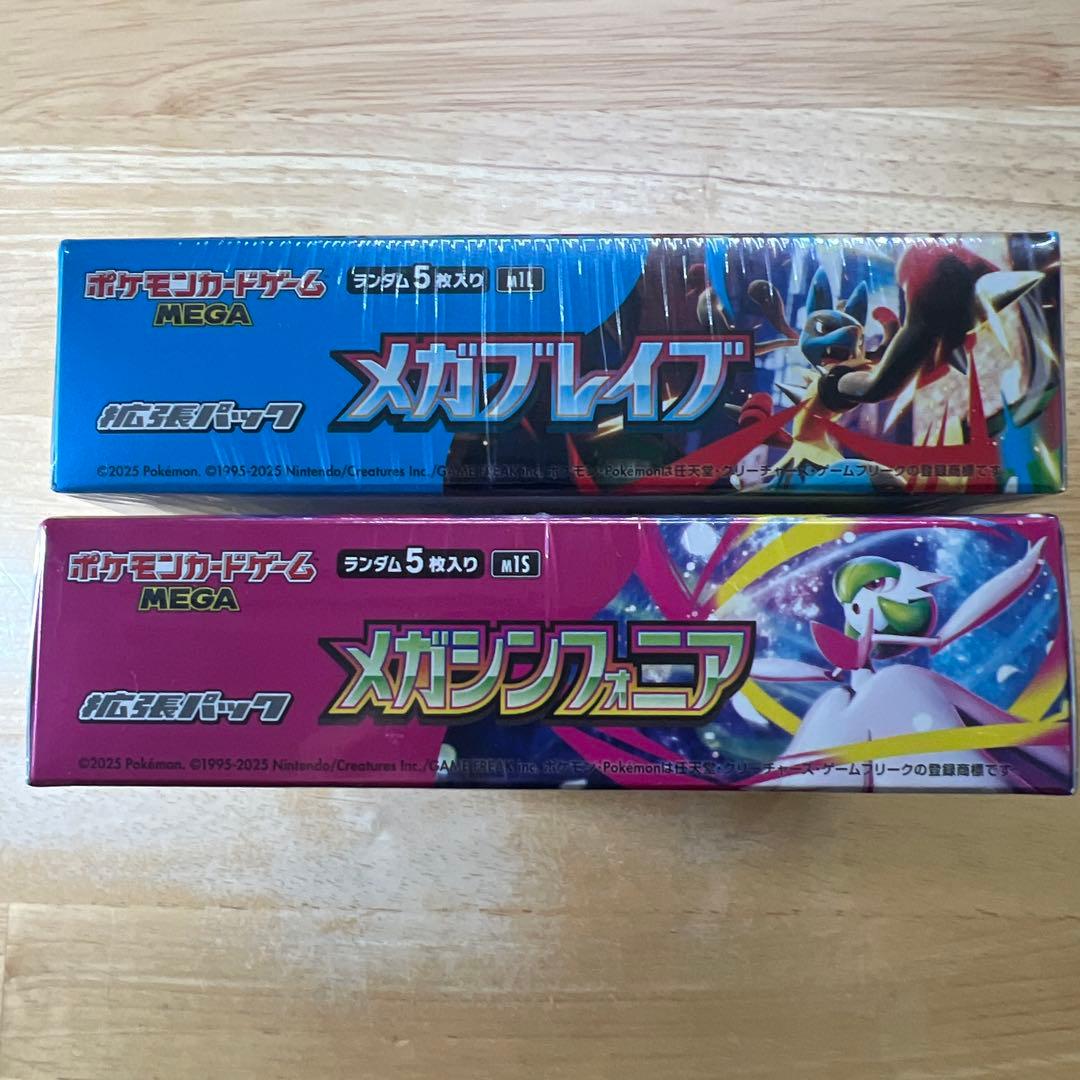 ポケモンカードゲーム
MEGA
ランダム5枚入り M1L
メガブレイブ
拡張パック
©2025 Pokémon. ©1995-2025 Nintendo/Creatures Inc./GAME FREAK inc. ポケモン・Pokémonは任天堂・クリーチャーズ・ゲームフリークの登録商標です。
ポケモンカードゲーム
MEGA
ランダム5枚入り M1S
メガシンフォニア
拡張パック
©2025 Pokémon. ©1995-2025 Nintendo/Creatures Inc./GAME FREAK inc. ポケモン・Pokémonは任天堂・クリーチャーズ・ゲームフリークの登録商標です。